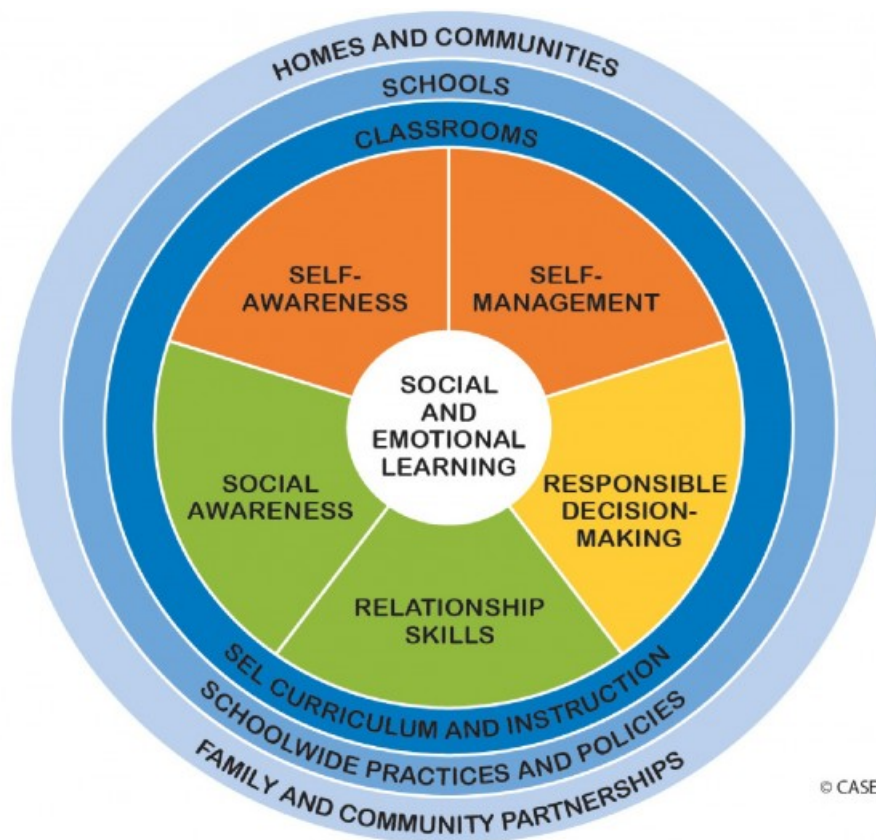 HOMES AND COMMUNITIES
SCHOOLS
CLASSROOMS
SELF-
AWARENESS
SELF-
MANAGEMENT
SOCIAL
AND
EMOTIONAL
LEARNING
SOCIAL
AWARENESS
RESPONSIBLE
DECISION-
MAKING
RELATIONSHIP
SKILLS
SEL CURRICULUM AND INSTRUCTION
SCHOOLWIDE PRACTICES AND POLICIES
FAMILY AND COMMUNITY PARTNERSHIPS
© CASE